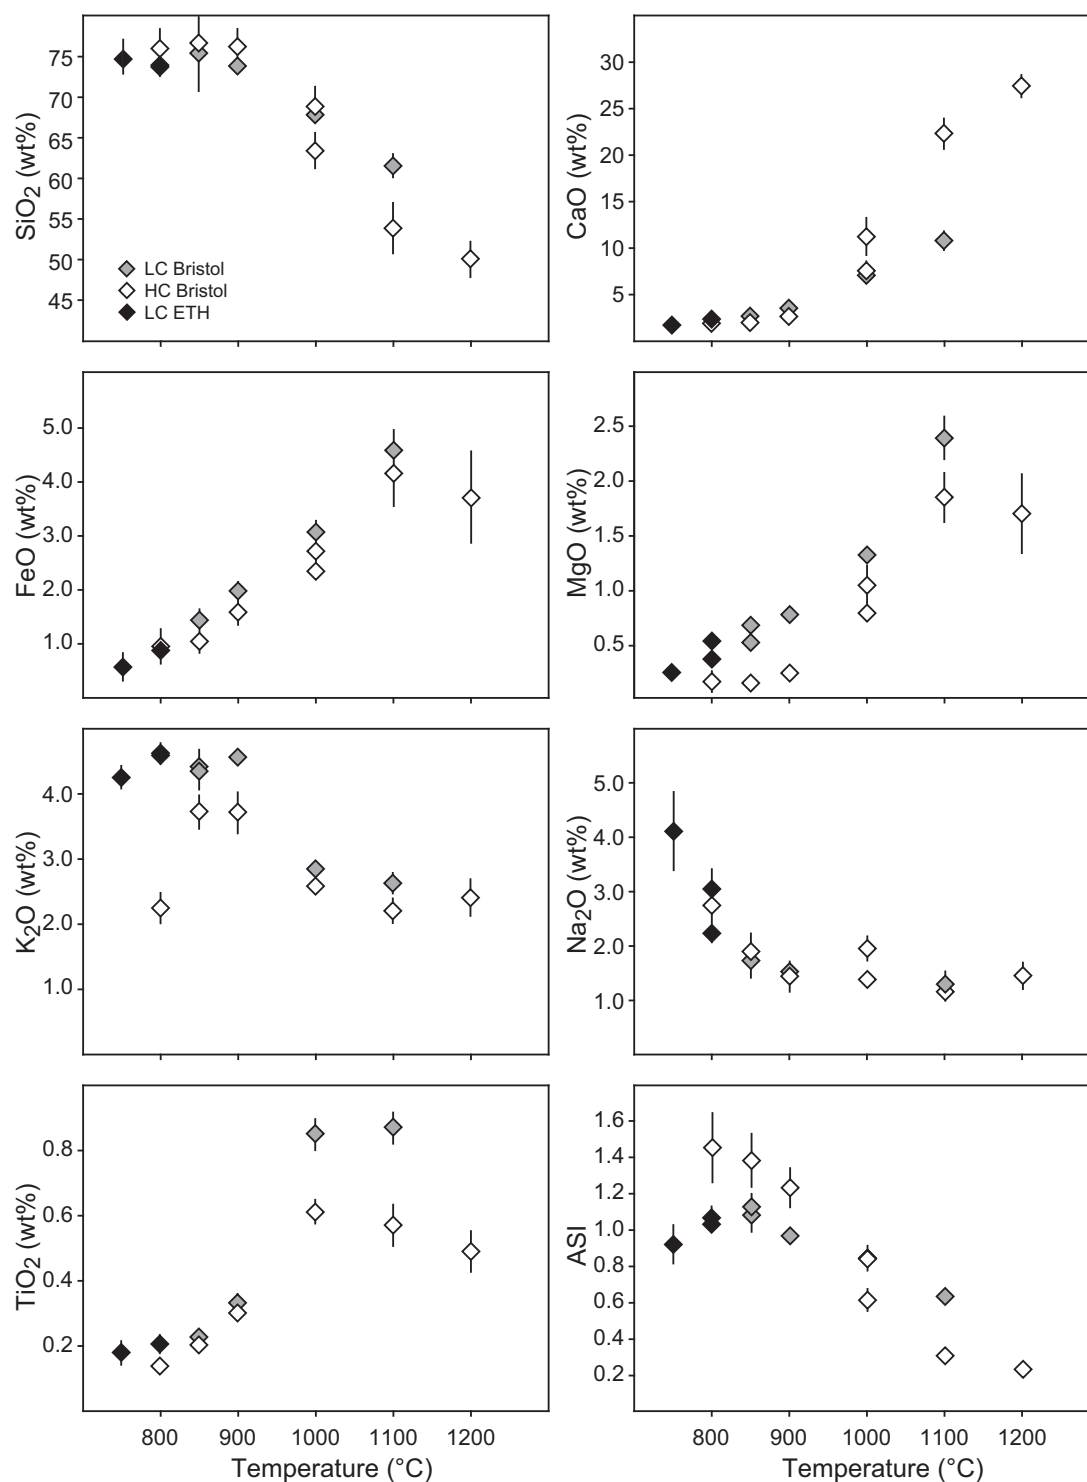 SiO2 (wt%)
75
70
65
60
55
50
45
LC Bristol
HC Bristol
LC ETH
CaO (wt%)
30
25
20
15
10
5
FeO (wt%)
5.0
4.0
3.0
2.0
1.0
MgO (wt%)
2.5
2.0
1.5
1.0
0.5
K2O (wt%)
4.0
3.0
2.0
1.0
Na2O (wt%)
5.0
4.0
3.0
2.0
1.0
TiO2 (wt%)
0.8
0.6
0.4
0.2
800 900 1000 1100 1200
Temperature (°C)
ASI
1.6
1.4
1.2
1.0
0.8
0.6
0.4
0.2
800 900 1000 1100 1200
Temperature (°C)